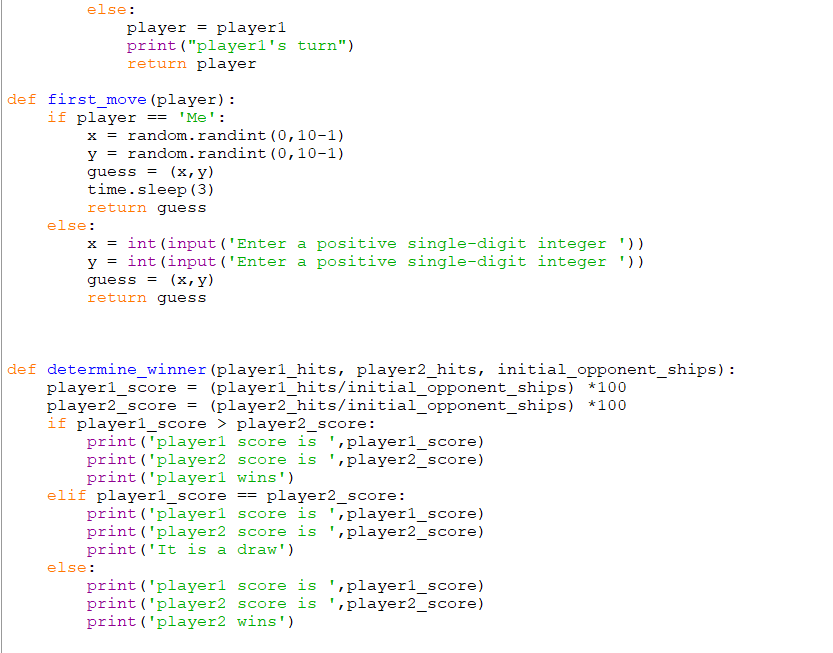 else:
player = player1
print("player1's turn")
return player
def first_move(player):
if player == 'Me':
x = random.randint(0,10-1)
y = random.randint(0,10-1)
guess = (x,y)
time.sleep(3)
return guess
else:
x = int(input('Enter a positive single-digit integer '))
y = int(input('Enter a positive single-digit integer '))
guess = (x,y)
return guess
def determine_winner(player1_hits, player2_hits, initial_opponent_ships):
player1_score = (player1_hits/initial_opponent_ships) *100
player2_score = (player2_hits/initial_opponent_ships) *100
if player1_score > player2_score:
print('player1 score is ',player1_score)
print('player2 score is ',player2_score)
print('player1 wins')
elif player1_score == player2_score:
print('player1 score is ',player1_score)
print('player2 score is ',player2_score)
print('It is a draw')
else:
print('player1 score is ',player1_score)
print('player2 score is ',player2_score)
print('player2 wins')